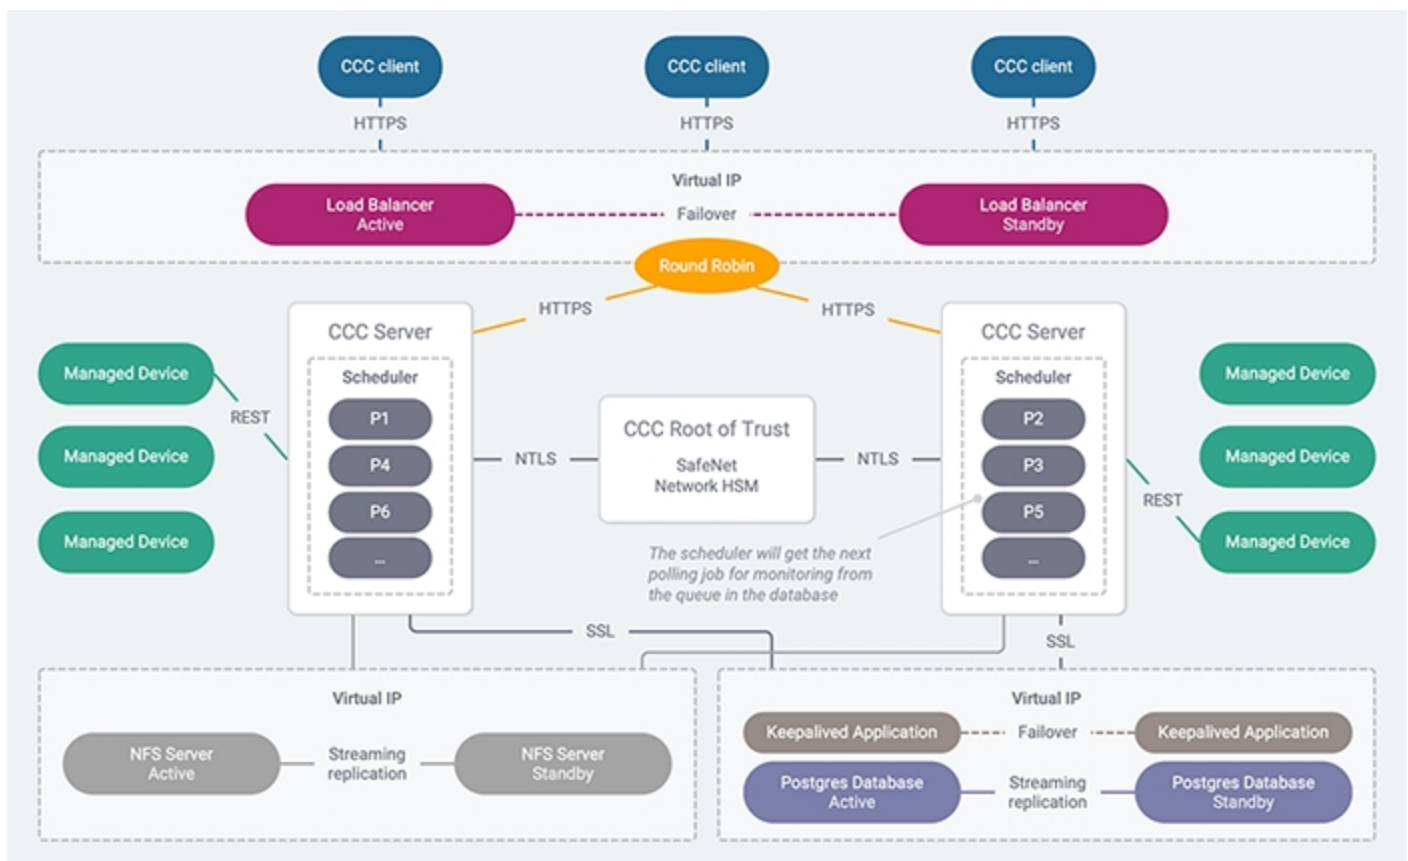 CCC client
CCC client
CCC client
HTTPS
HTTPS
HTTPS
Virtual IP
Load Balancer
Active
Failover
Load Balancer
Standby
Round Robin
HTTPS
HTTPS
CCC Server
Scheduler
P1
P4
P6
...
CCC Server
Scheduler
P2
P3
P5
...
Managed Device
Managed Device
Managed Device
REST
NTLS
CCC Root of Trust
SafeNet
Network HSM
NTLS
Managed Device
Managed Device
Managed Device
REST
The scheduler will get the next
polling job for monitoring from
the queue in the database
SSL
SSL
Virtual IP
NFS Server
Active
Streaming
replication
NFS Server
Standby
Virtual IP
Keepalived Application
Failover
Keepalived Application
Postgres Database
Active
Streaming
replication
Postgres Database
Standby